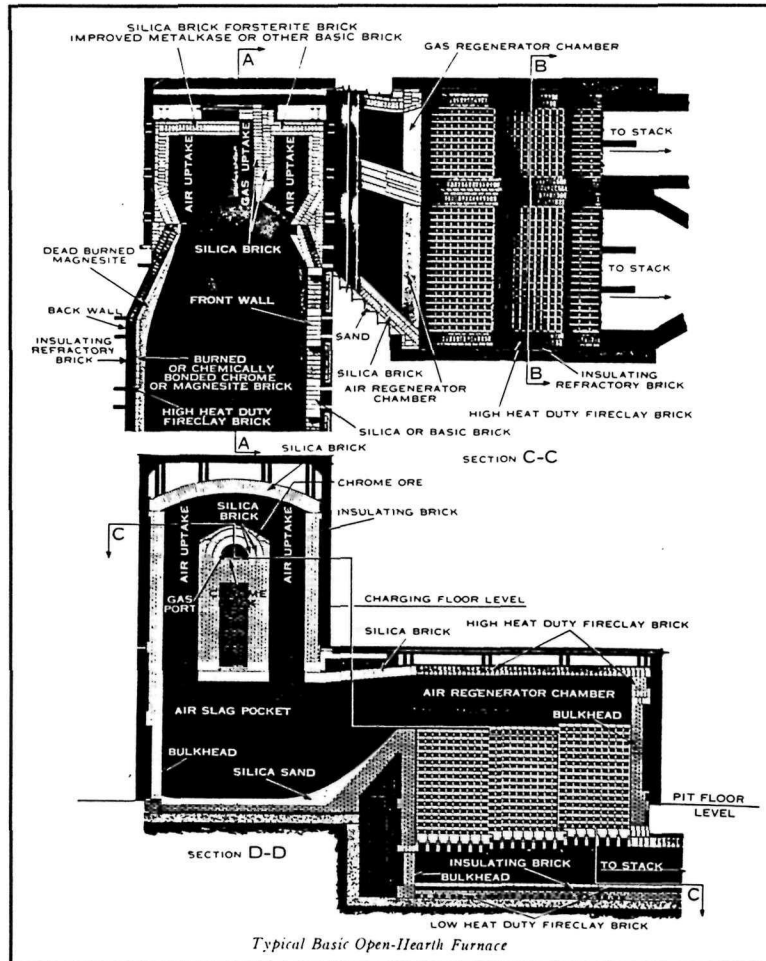 SILICA BRICK FORSTERITE BRICK
IMPROVED METALKASE OR OTHER BASIC BRICK
A
GAS REGENERATOR CHAMBER
B
AIR UPTAKE
GAS UPTAKE
AIR UPTAKE
TO STACK
SILICA BRICK
DEAD BURNED
MAGNESITE
FRONT WALL
TO STACK
BACK WALL
SAND
INSULATING
REFRACTORY
BRICK
BURNED
OR CHEMICALLY
BONDED CHROME
OR MAGNESITE BRICK
SILICA BRICK
AIR REGENERATOR
CHAMBER
B
INSULATING
REFRACTORY BRICK
HIGH HEAT DUTY
FIRECLAY BRICK
HIGH HEAT DUTY FIRECLAY BRICK
SILICA OR BASIC BRICK
A
SILICA BRICK
SECTION C-C
CHROME ORE
SILICA
BRICK
INSULATING BRICK
C
AIR UPTAKE
AIR UPTAKE
GAS
PORT
CHARGING FLOOR LEVEL
SILICA BRICK
HIGH HEAT DUTY FIRECLAY BRICK
AIR REGENERATOR CHAMBER
AIR SLAG POCKET
BULKHEAD
BULKHEAD
SILICA SAND
PIT FLOOR
LEVEL
SECTION D-D
INSULATING BRICK
TO STACK
BULKHEAD
C
LOW HEAT DUTY FIRECLAY BRICK
Typical Basic Open-Hearth Furnace